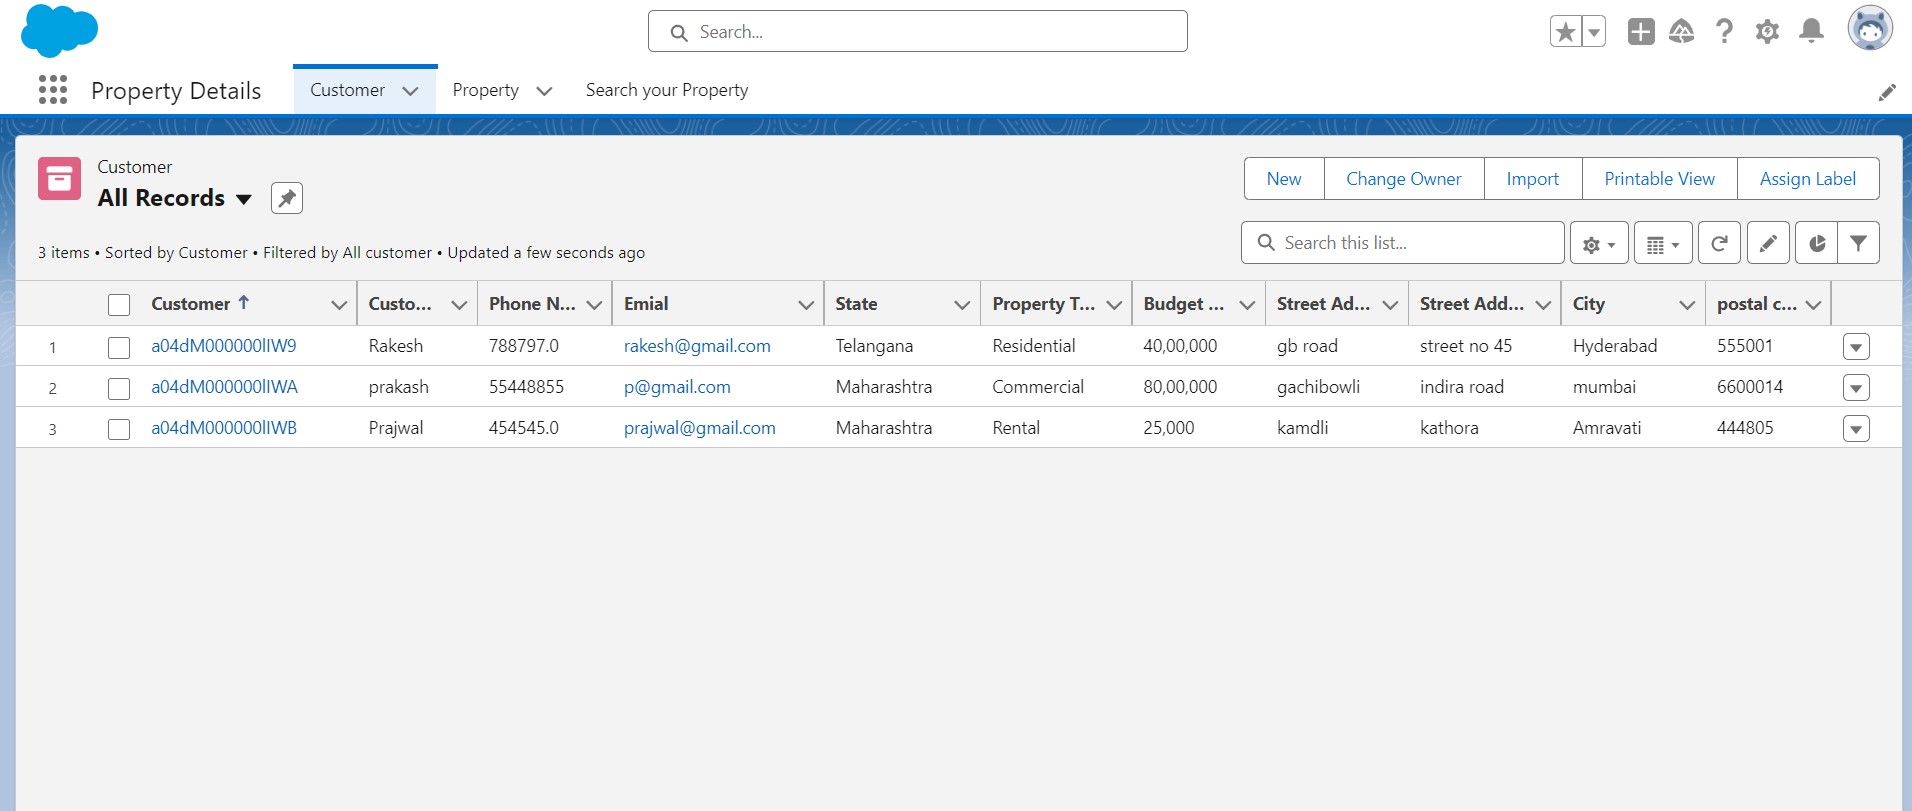 Search...
Property Details
Customer
Property
Search your Property
Customer
All Records
New
Change Owner
Import
Printable View
Assign Label
3 items • Sorted by Customer • Filtered by All customer • Updated a few seconds ago
Search this list...
Customer Custo... Phone N... Emial State Property T... Budget ... Street Ad... Street Add... City postal c...
1 a04dM000000lIW9 Rakesh 788797.0 rakesh@gmail.com Telangana Residential 40,00,000 gb road street no 45 Hyderabad 555001
2 a04dM000000lIWA prakash 55448855 p@gmail.com Maharashtra Commercial 80,00,000 gachibowli indira road mumbai 6600014
3 a04dM000000lIWB Prajwal 454545.0 prajwal@gmail.com Maharashtra Rental 25,000 kamdli kathora Amravati 444805